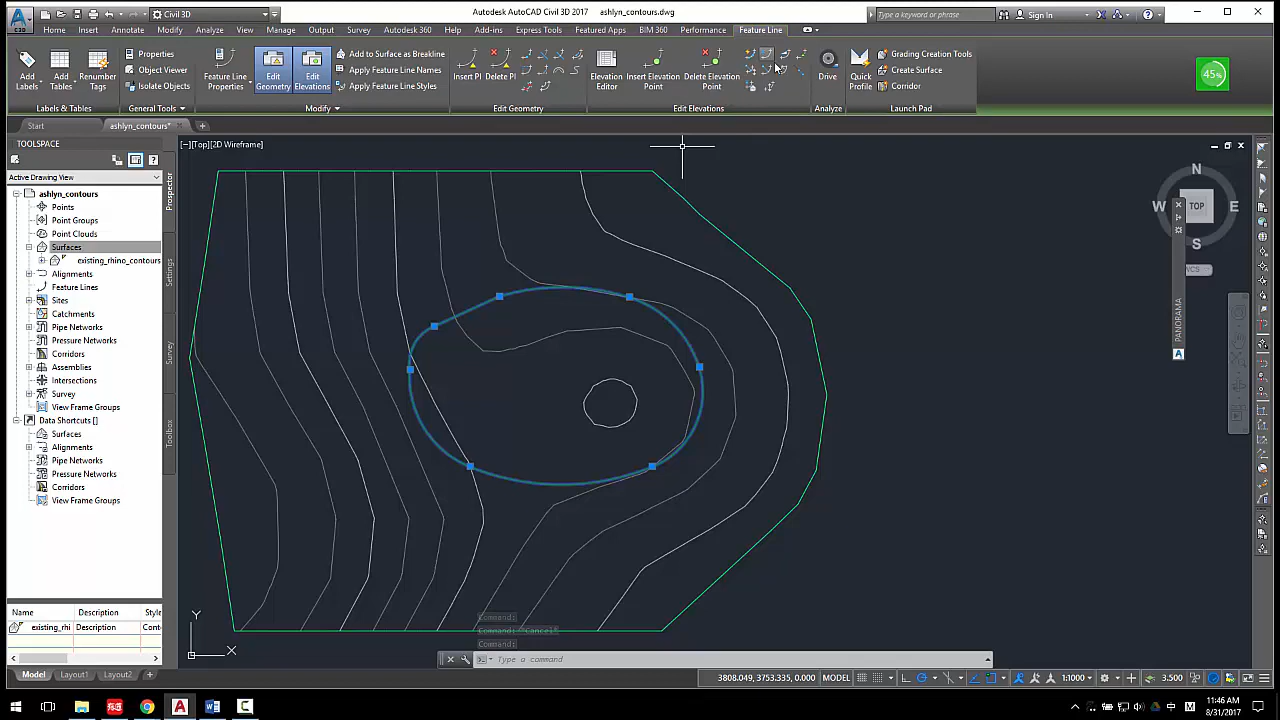 Civil 3D
Autodesk AutoCAD Civil 3D 2017 ashlyn_contours.dwg
Type a keyword or phrase
Sign In
Home Insert Annotate Modify Analyze View Manage Output Survey Autodesk 360 Help Add-ins Express Tools Featured Apps BIM 360 Performance Feature Line
Add Labels
Add Tables
Renumber Tags
Properties
Object Viewer
Isolate Objects
Feature Line Properties
Edit Geometry
Edit Elevations
Add to Surface as Breakline
Apply Feature Line Names
Apply Feature Line Styles
Insert PI
Delete PI
Elevation Editor
Insert Elevation Point
Delete Elevation Point
Drive
Quick Profile
Grading Creation Tools
Create Surface
Corridor
45%
Labels & Tables General Tools Modify Edit Geometry Edit Elevations Analyze Launch Pad
Start ashlyn_contours*
TOOLSPACE
[−][Top][2D Wireframe]
Active Drawing View
ashlyn_contours
Points
Point Groups
Point Clouds
Surfaces
existing_rhino_contours
Alignments
Feature Lines
Sites
Catchments
Pipe Networks
Pressure Networks
Corridors
Assemblies
Intersections
Survey
View Frame Groups
Data Shortcuts []
Surfaces
Alignments
Pipe Networks
Pressure Networks
Corridors
View Frame Groups
Prospector
Settings
Survey
Toolbox
N
W TOP E
S
WCS
PANORAMA
Name Description Style
existing_rhi Description Cont
Y
X
Command:
Command: *Cancel*
Command:
Type a command
Model Layout1 Layout2
3808.049, 3753.335, 0.000 MODEL
1:1000
3.500
11:46 AM
8/31/2017